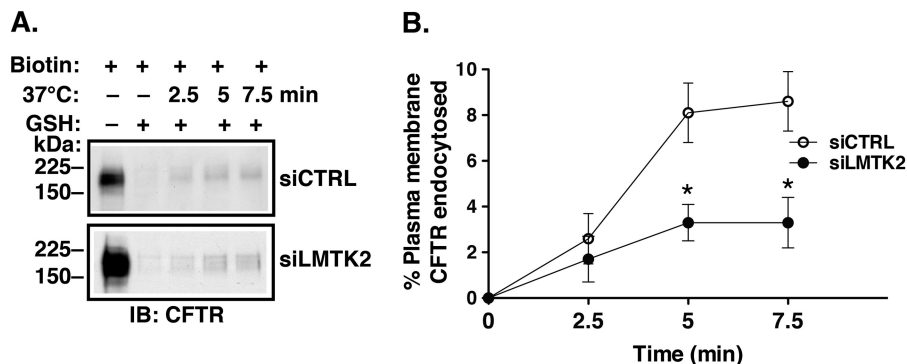 A.
Biotin: + + + + +
37°C: – – 2.5 5 7.5 min
GSH: – + + + +
kDa:
225–
150–
siCTRL
225–
150–
siLMTK2
IB: CFTR
B.
% Plasma membrane
CFTR endocytosed
10
8
6
4
2
0
siCTRL
siLMTK2
*
*
0 2.5 5 7.5
Time (min)